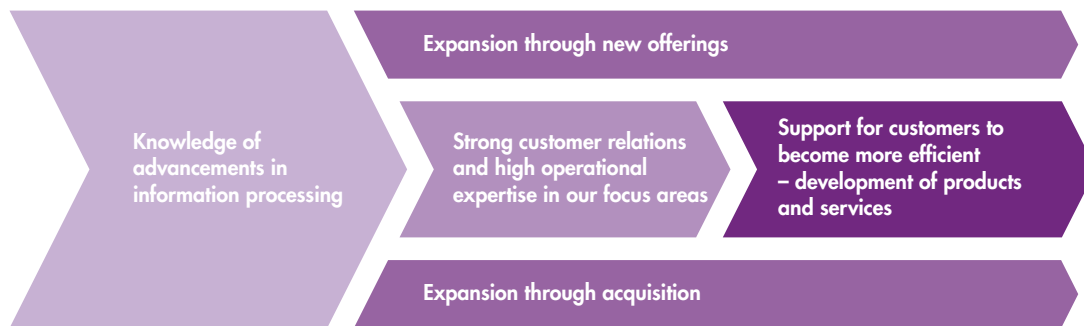 Expansion through new offerings
Knowledge of
advancements in
information processing
Strong customer relations
and high operational
expertise in our focus areas
Support for customers to
become more efficient
– development of products
and services
Expansion through acquisition